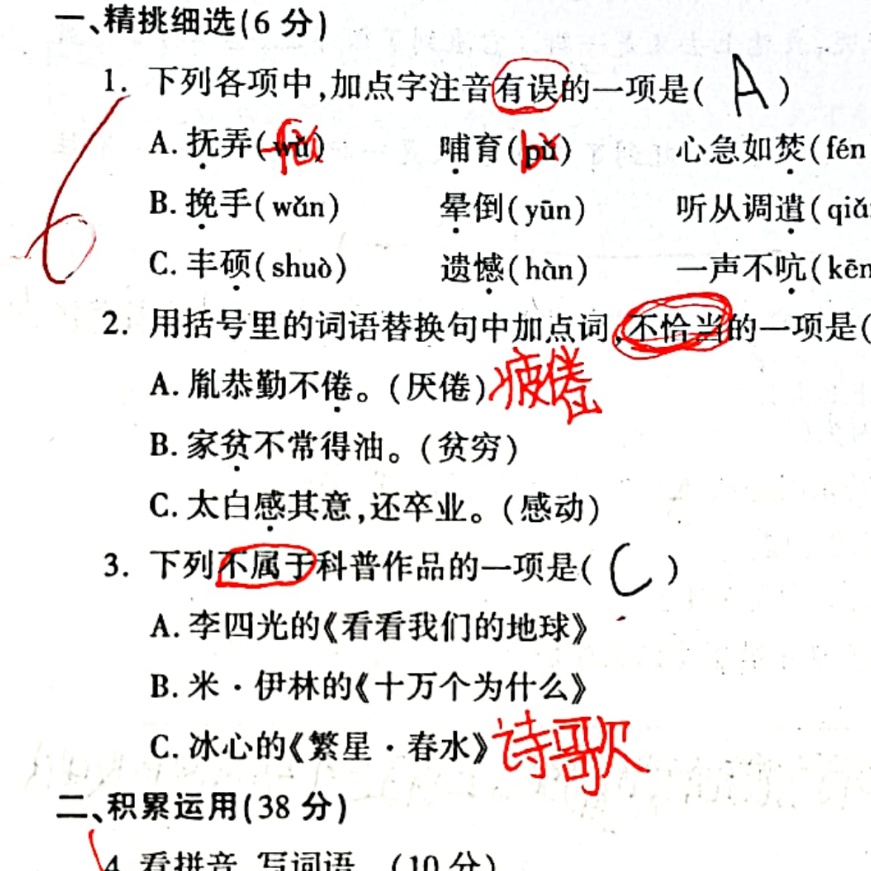 一、精挑细选(6分)
1. 下列各项中,加点字注音有误的一项是( A )
6
A. 抚弄(wǔ) fǔ 哺育(pǔ) bǔ 心急如焚(fén
B. 挽手(wǎn) 晕倒(yūn) 听从调遣(qiǎ
C. 丰硕(shuò) 遗憾(hàn) 一声不吭(kēn
2. 用括号里的词语替换句中加点词,不恰当的一项是(
A. 胤恭勤不倦。(厌倦) 疲倦
B. 家贫不常得油。(贫穷)
C. 太白感其意,还卒业。(感动)
3. 下列不属于科普作品的一项是( C )
A. 李四光的《看看我们的地球》
B. 米·伊林的《十万个为什么》
C. 冰心的《繁星·春水》 诗歌
二、积累运用(38分)
4. 看拼音,写词语。(10分)